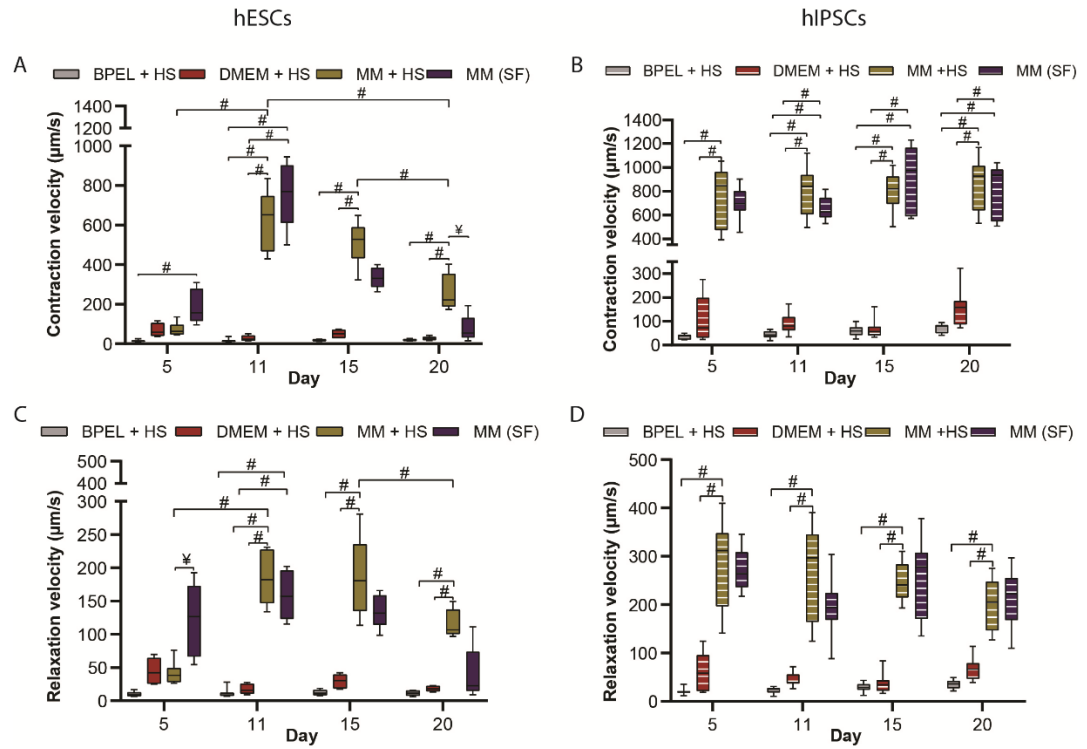 hESCs
hIPSCs
A
BPEL + HS DMEM + HS MM + HS MM (SF)
Contraction velocity (µm/s)
1400
1200
1000
800
600
400
200
0
# # # # # # # # # # # # ¥
5 11 15 20
Day
B
BPEL + HS DMEM + HS MM +HS MM (SF)
Contraction velocity (µm/s)
1400
1200
1000
800
600
400
200
150
100
50
0
# # # # # # # # # # # # # #
5 11 15 20
Day
C
BPEL + HS DMEM + HS MM + HS MM (SF)
Relaxation velocity (µm/s)
500
400
300
250
200
150
100
50
0
¥ # # # # # # # # # #
5 11 15 20
Day
D
BPEL + HS DMEM + HS MM +HS MM (SF)
Relaxation velocity (µm/s)
500
400
300
200
100
50
0
# # # # # # # #
5 11 15 20
Day